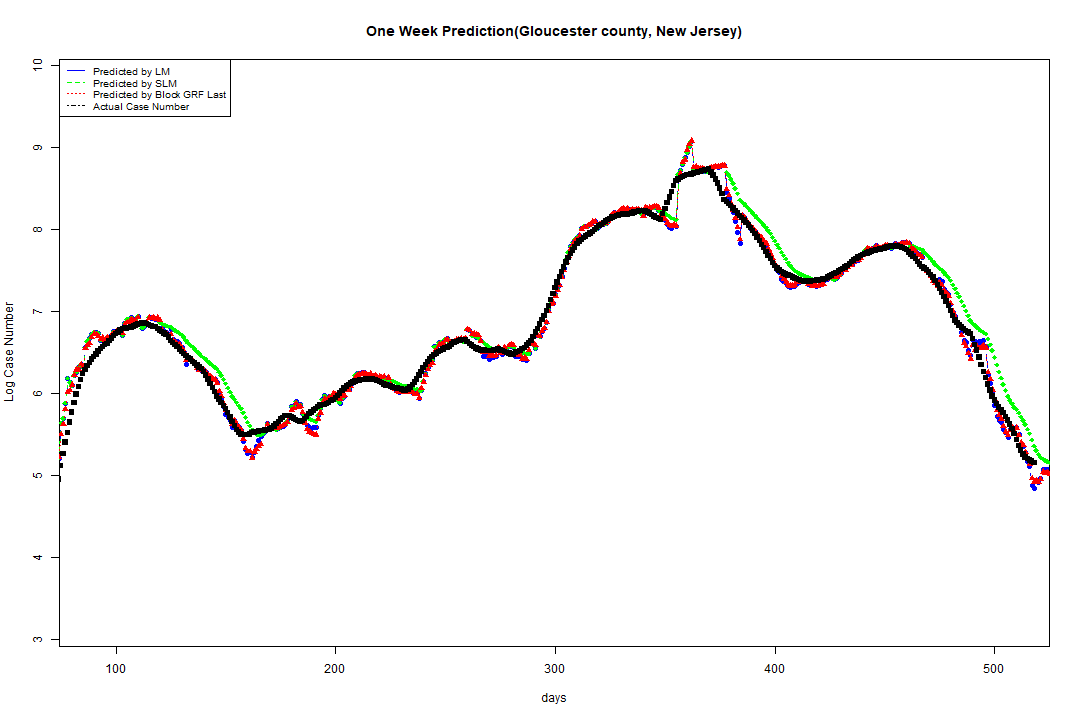 One Week Prediction(Gloucester county, New Jersey)
Predicted by LM
Predicted by SLM
Predicted by Block GRF Last
Actual Case Number
10
9
8
7
6
5
4
3
Log Case Number
100 200 300 400 500
days